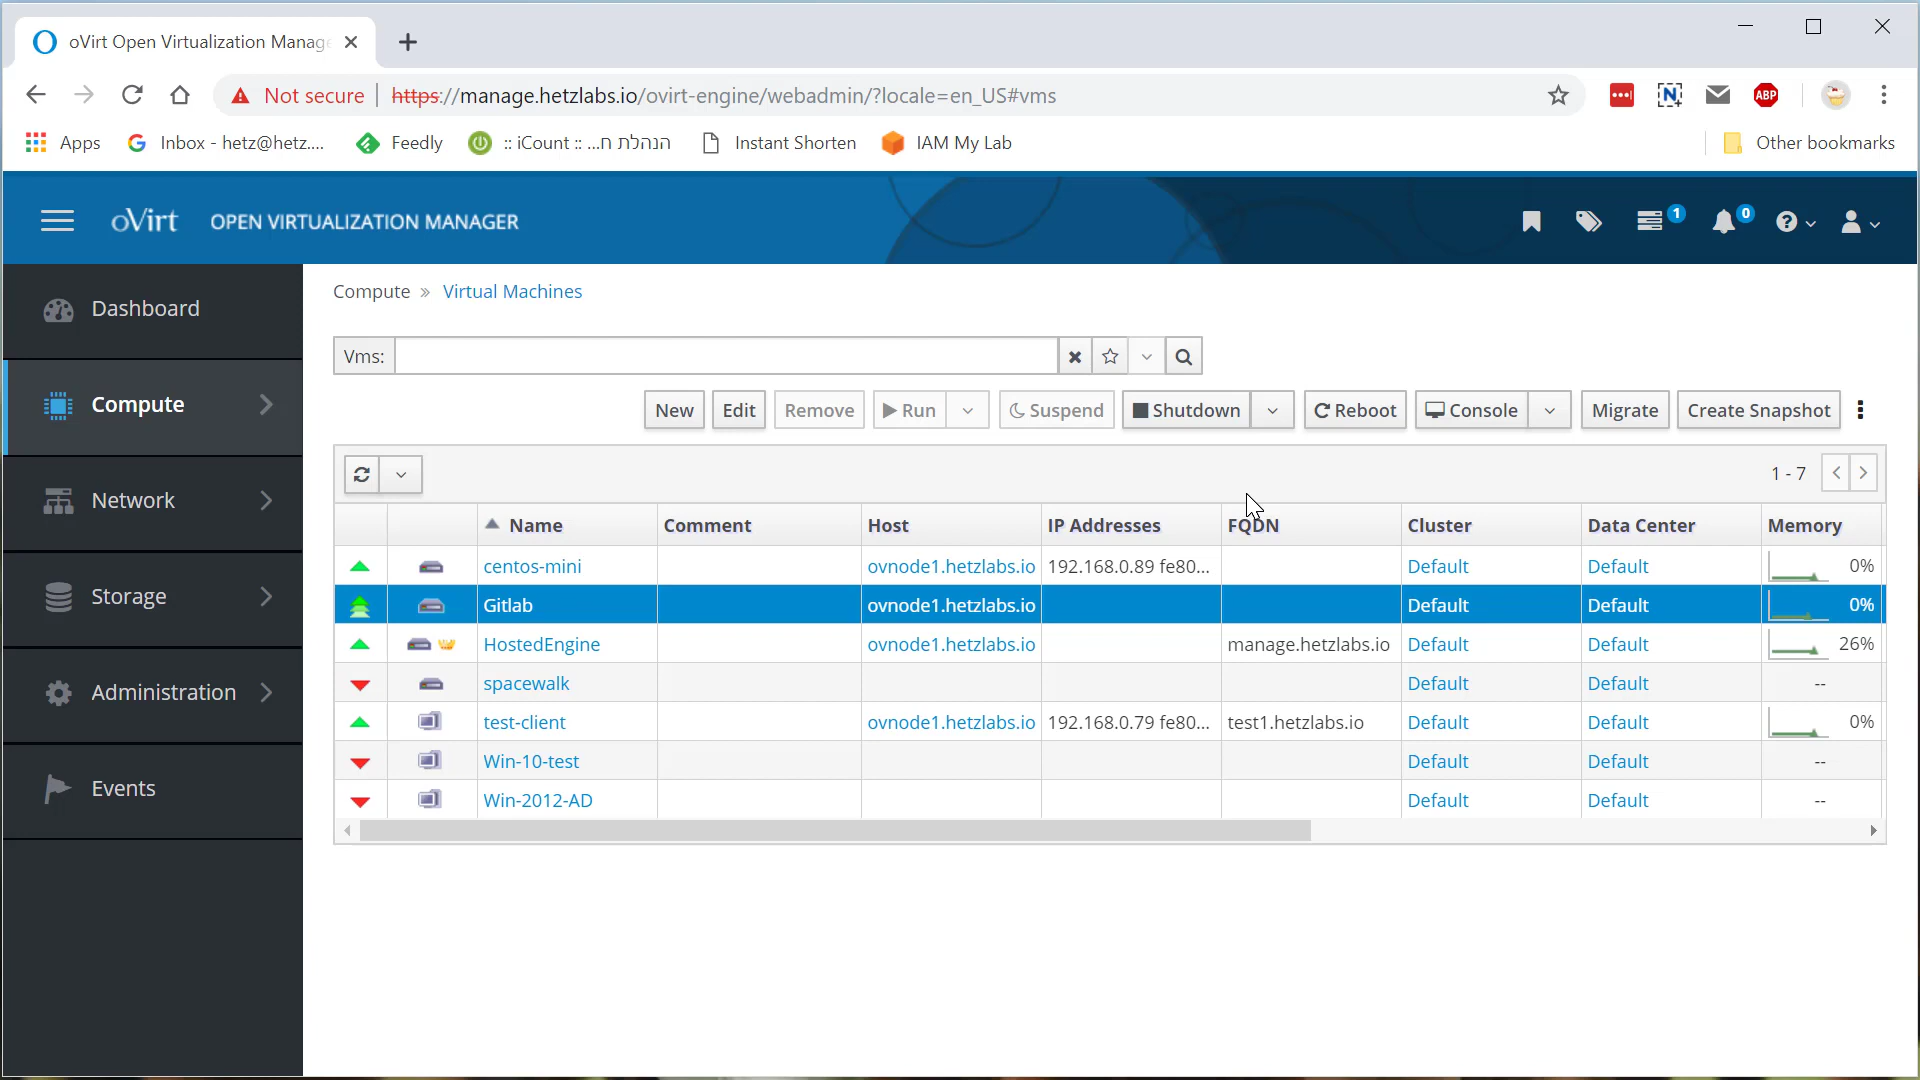 oVirt Open Virtualization Manage
Not secure https://manage.hetzlabs.io/ovirt-engine/webadmin/?locale=en_US#vms
ABP
Apps Inbox - hetz@hetz.... Feedly :: iCount :: ...הנהלת ח Instant Shorten IAM My Lab Other bookmarks
oVirt OPEN VIRTUALIZATION MANAGER 1 0
Dashboard
Compute
Network
Storage
Administration
Events
Compute » Virtual Machines
Vms:
New Edit Remove Run Suspend Shutdown Reboot Console Migrate Create Snapshot
1 - 7
Name Comment Host IP Addresses FQDN Cluster Data Center Memory
centos-mini ovnode1.hetzlabs.io 192.168.0.89 fe80... Default Default 0%
Gitlab ovnode1.hetzlabs.io Default Default 0%
HostedEngine ovnode1.hetzlabs.io manage.hetzlabs.io Default Default 26%
spacewalk Default Default --
test-client ovnode1.hetzlabs.io 192.168.0.79 fe80... test1.hetzlabs.io Default Default 0%
Win-10-test Default Default --
Win-2012-AD Default Default --